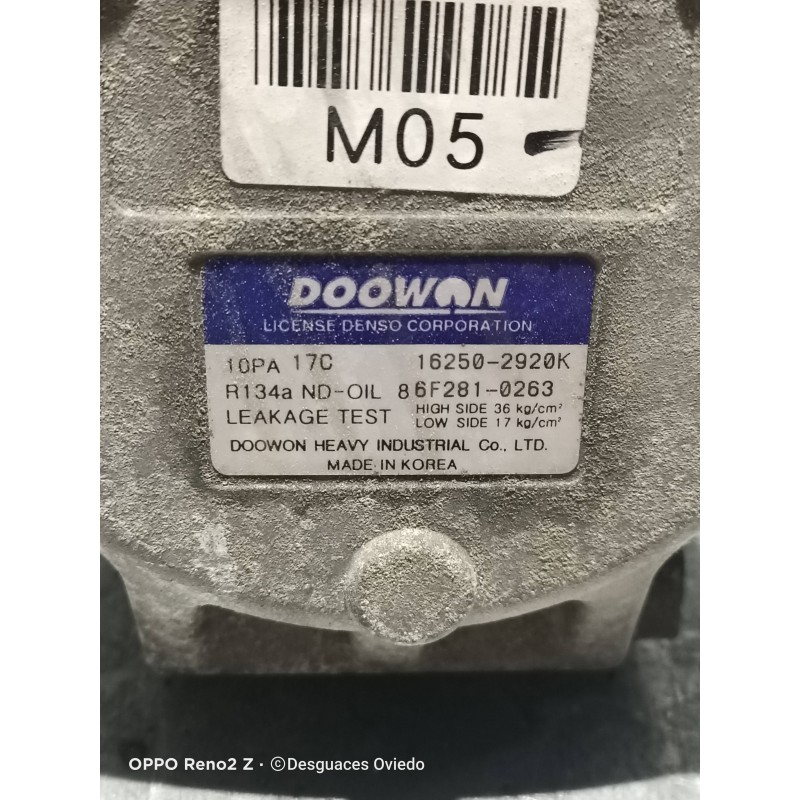 M05
DOOWON
LICENSE DENSO CORPORATION
10PA 17C 16250-2920K
R134a ND-OIL 8 6F281-0263
LEAKAGE TEST HIGH SIDE 36 kg/cm²
LOW SIDE 17 kg/cm²
DOOWON HEAVY INDUSTRIAL Co., LTD.
MADE IN KOREA
OPPO Reno2 Z · ©Desguaces Oviedo